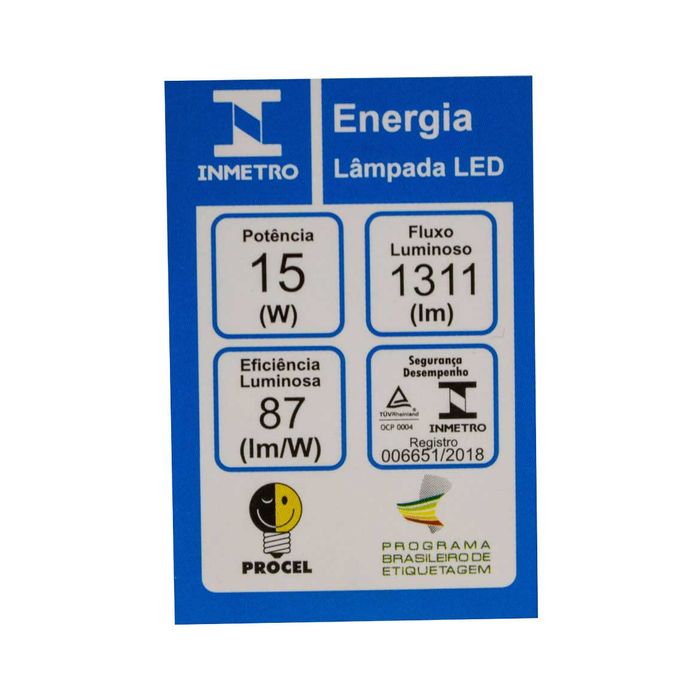 INMETRO
Energia
Lâmpada LED
Potência
15
(W)
Fluxo
Luminoso
1311
(lm)
Eficiência
Luminosa
87
(lm/W)
Segurança
Desempenho
TÜVRheinland
OCP 0004
INMETRO
Registro
006651/2018
PROCEL
PROGRAMA
BRASILEIRO DE
ETIQUETAGEM